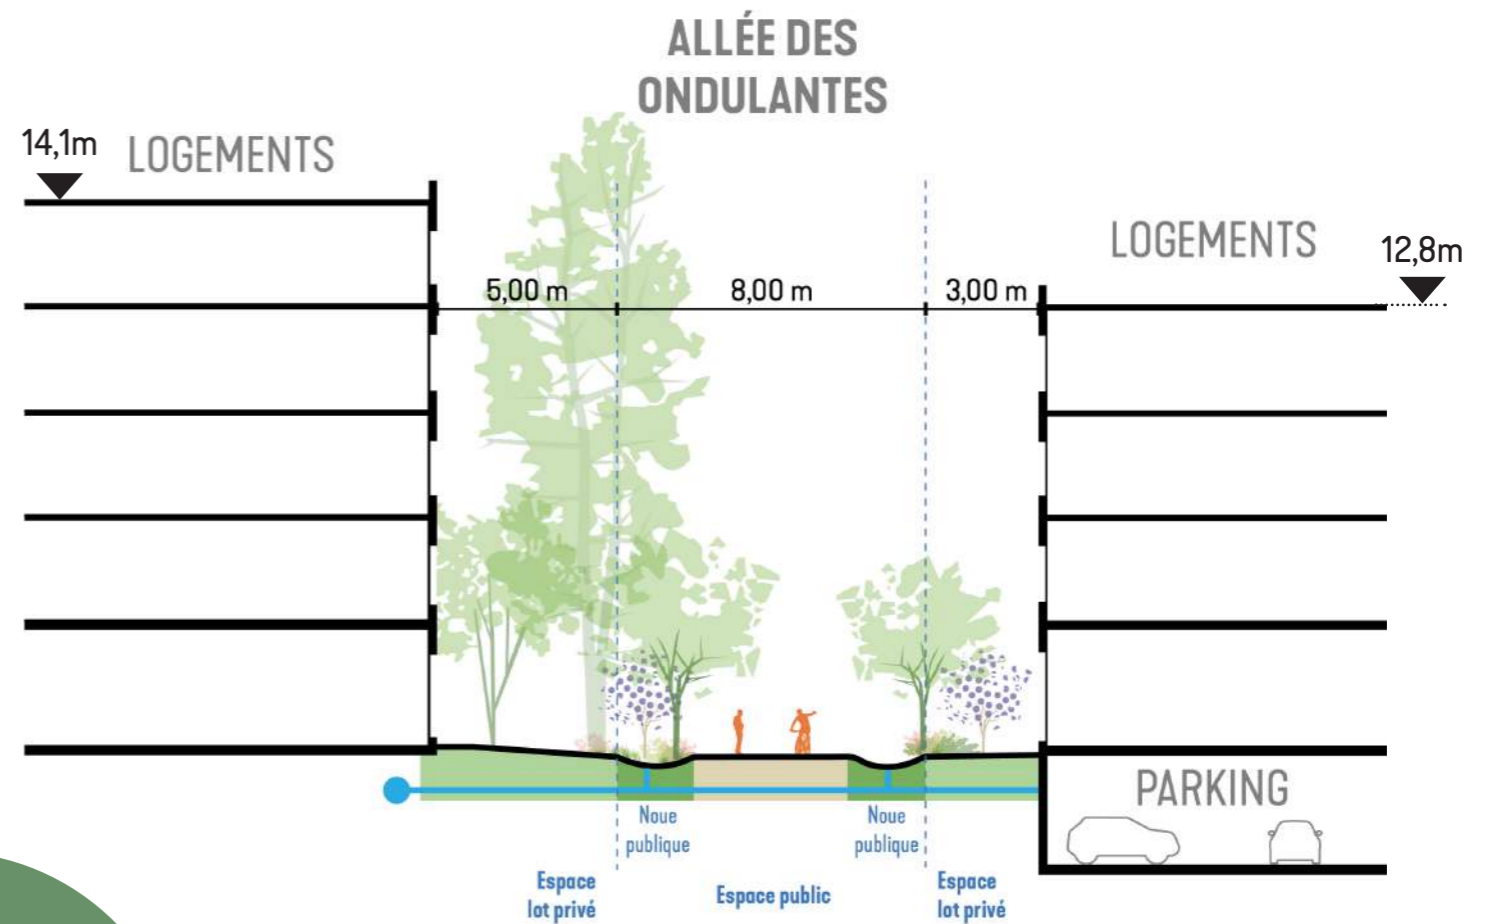 ALLÉE DES
ONDULANTES
14,1m
LOGEMENTS
LOGEMENTS
12,8m
5,00 m
8,00 m
3,00 m
PARKING
Noue
publique
Noue
publique
Espace
lot privé
Espace public
Espace
lot privé